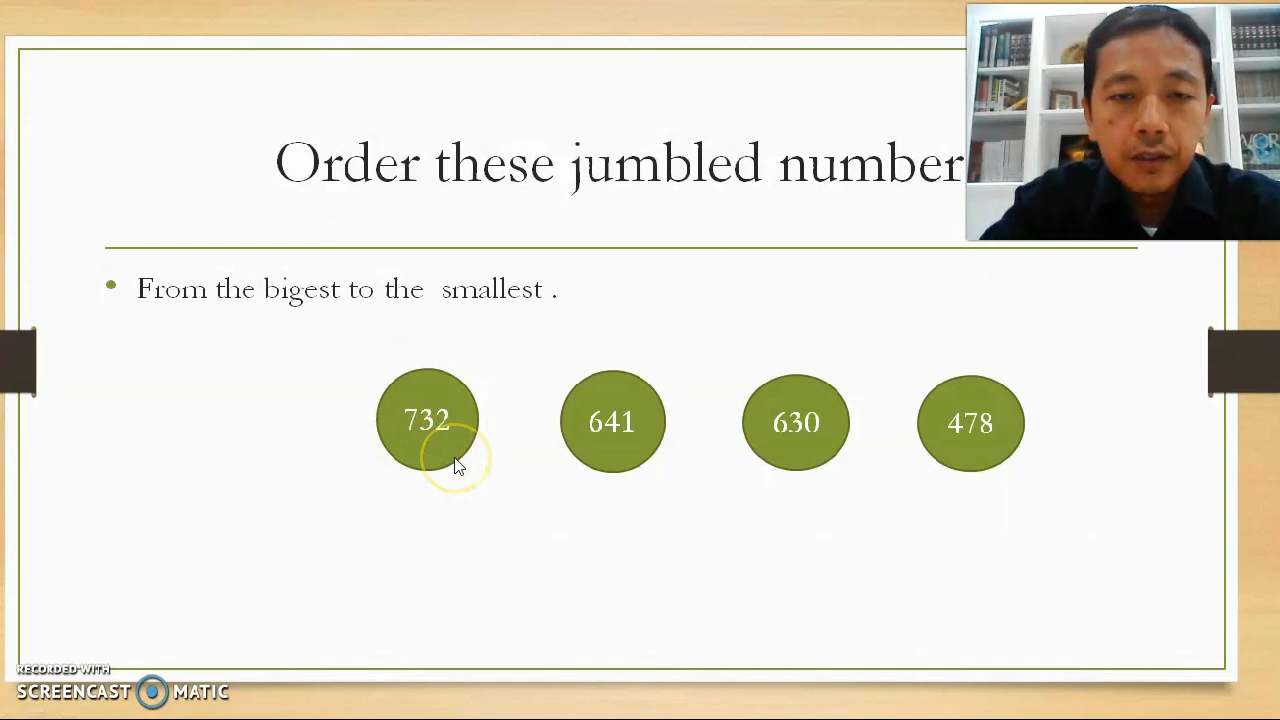 Order these jumbled number
From the bigest to the smallest .
732 641 630 478
RECORDED WITH
SCREENCAST MATIC